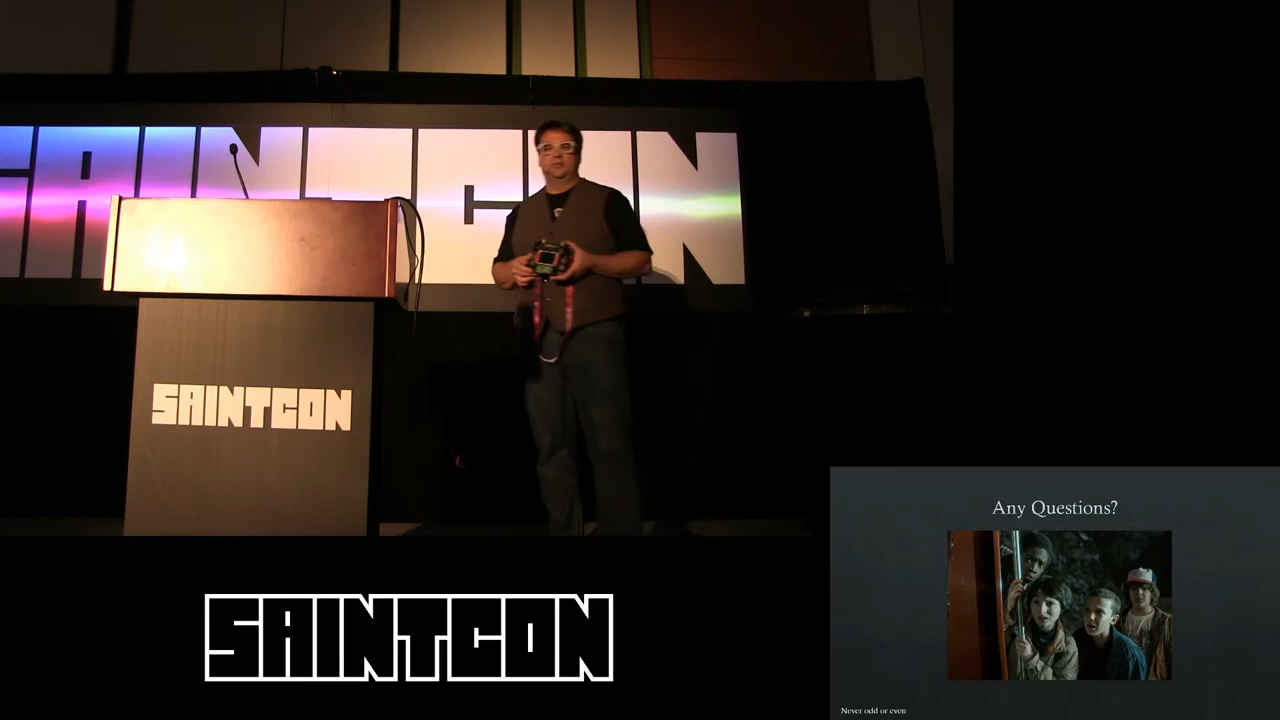 SAINTCON
SAINTCON
SAINTCON
Any Questions?
Never odd or even